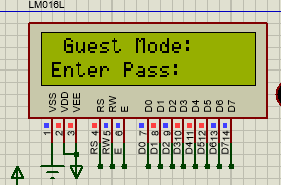 LM016L
Guest Mode:
Enter Pass:
VSS VDD VEE RS RW E D0 D1 D2 D3 D4 D5 D6 D7
1 2 3 4 5 6 7 8 9 10 11 12 13 14
RS RW E D0 D1 D2 D3 D4 D5 D6 D7